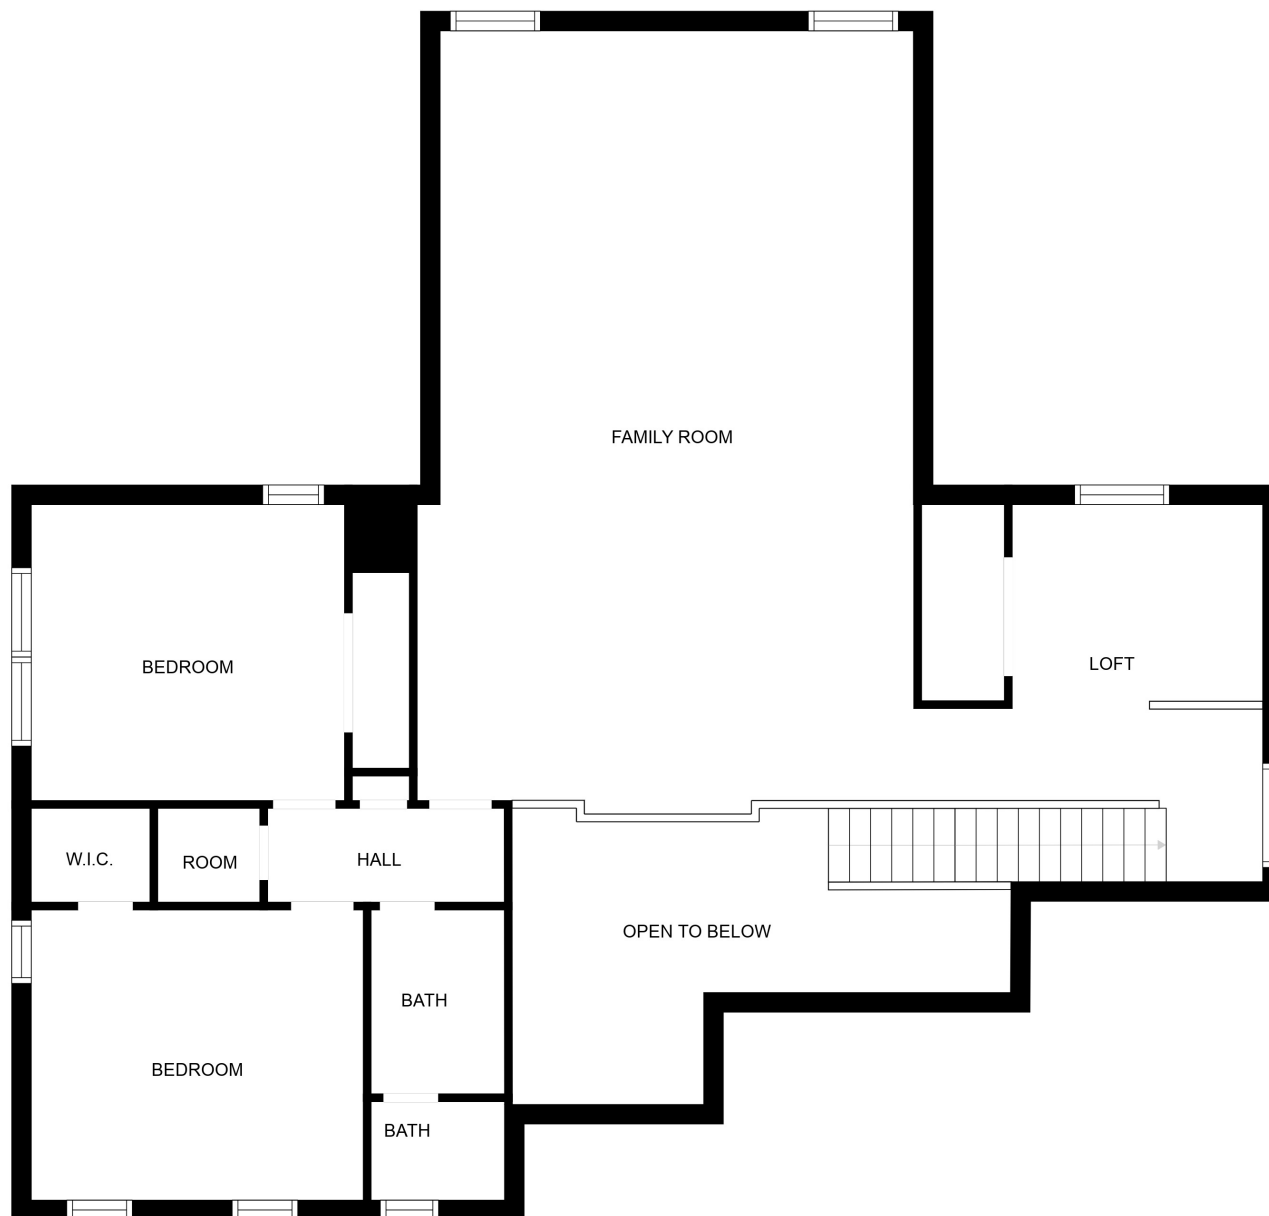 FAMILY ROOM
BEDROOM
LOFT
W.I.C.
ROOM
HALL
OPEN TO BELOW
BATH
BEDROOM
BATH